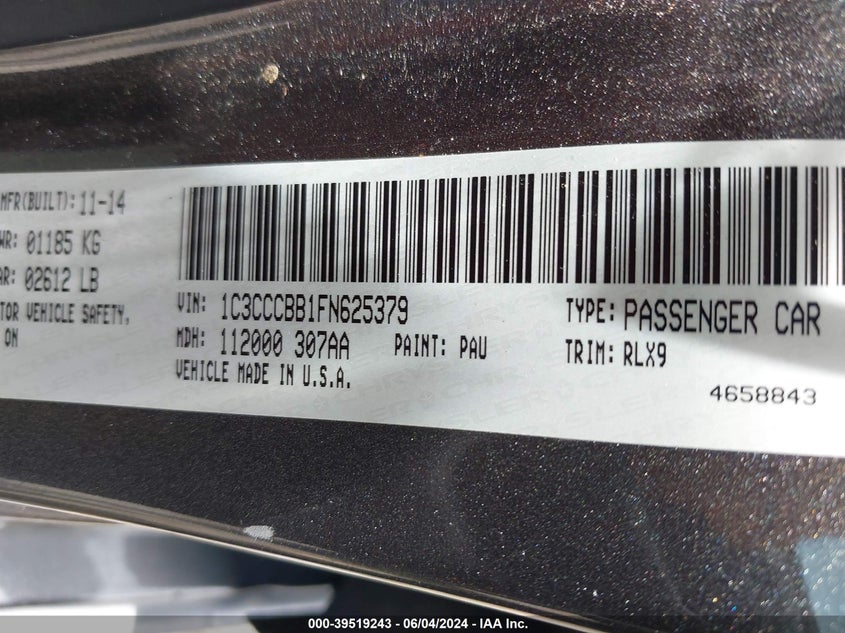 MFR(BUILT): 11-14
WR: 01185 KG
AR: 02612 LB
TOR VEHICLE SAFETY,
ON
VIN: 1C3CCCBB1FN625379
MDH: 112000 307AA PAINT: PAU
VEHICLE MADE IN U.S.A.
TYPE: PASSENGER CAR
TRIM: RLX9
4658843
000-39519243 - 06/04/2024 - IAA Inc.